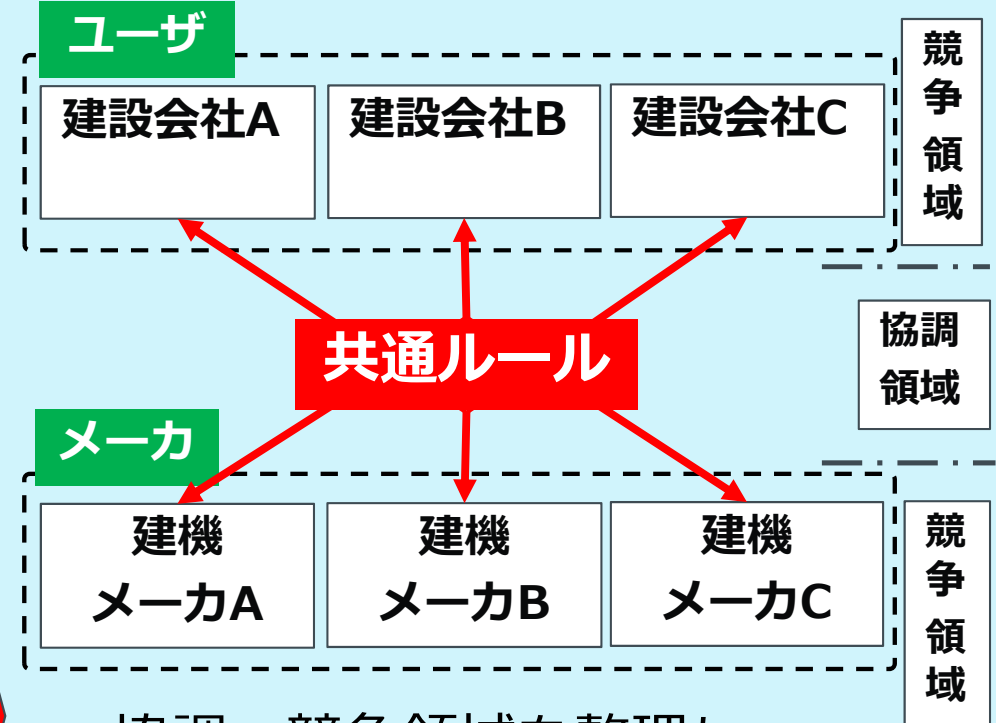 ユーザ
建設会社A
建設会社B
建設会社C
競争領域
共通ルール
協調
領域
メーカ
建機
メーカA
建機
メーカB
建機
メーカC
競争領域